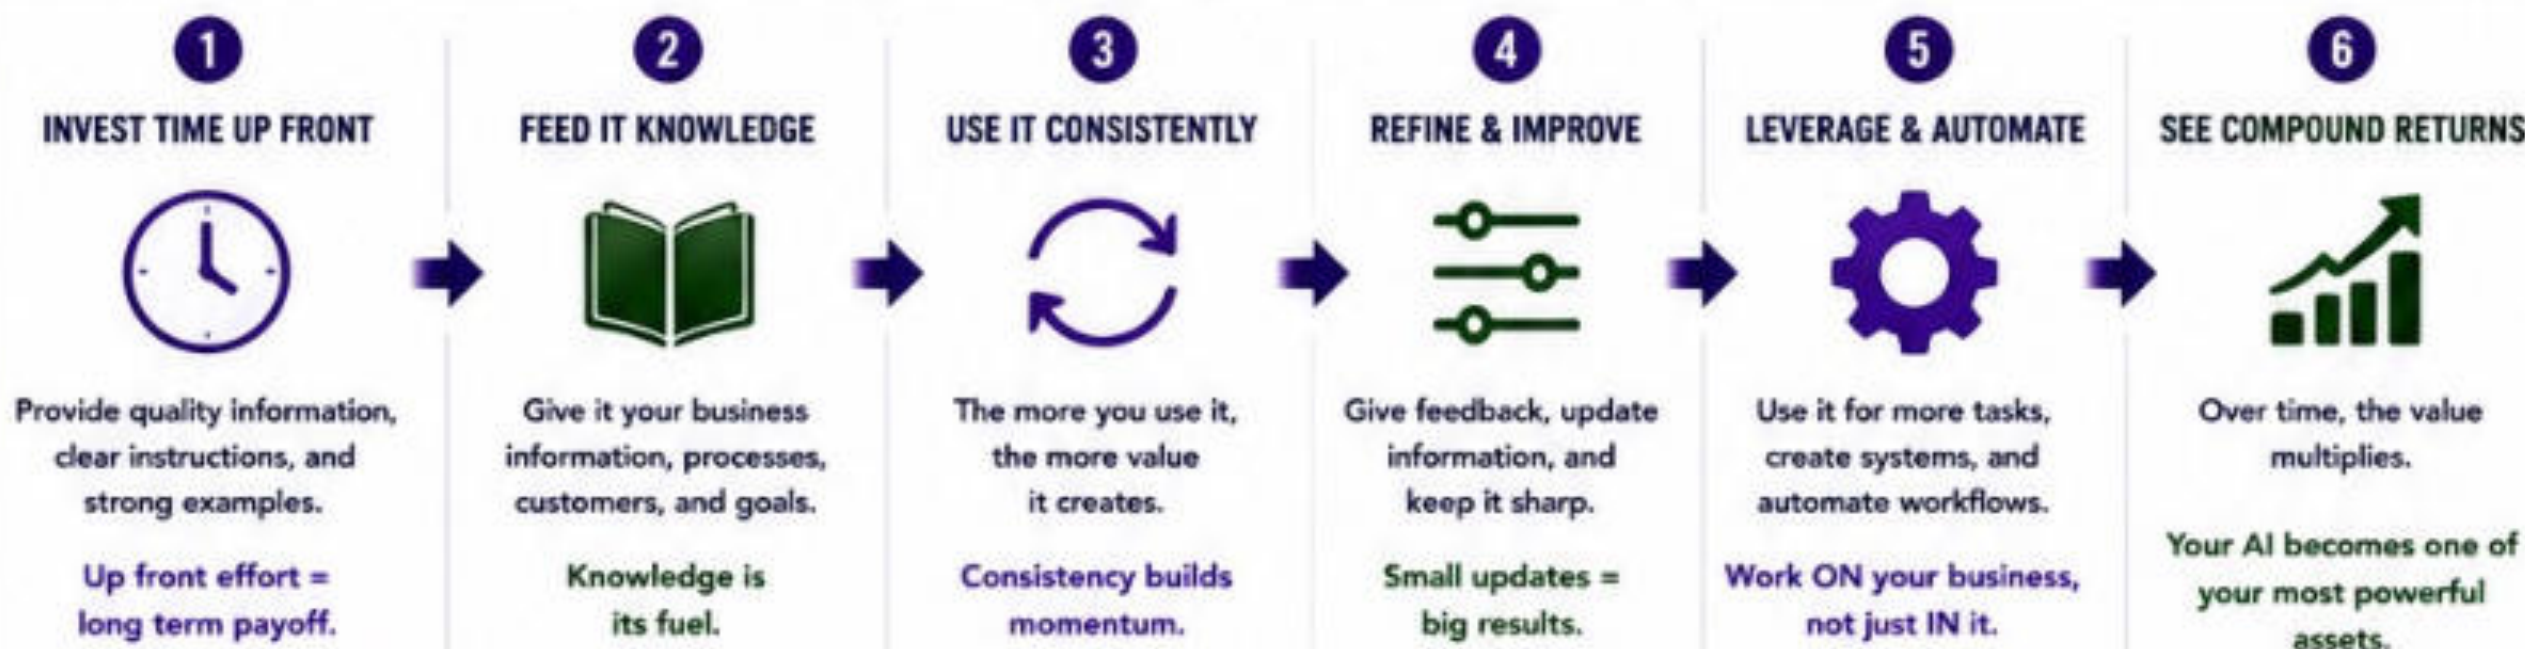 1
INVEST TIME UP FRONT
Provide quality information,
clear instructions, and
strong examples.
Up front effort =
long term payoff.
2
FEED IT KNOWLEDGE
Give it your business
information, processes,
customers, and goals.
Knowledge is
its fuel.
3
USE IT CONSISTENTLY
The more you use it,
the more value
it creates.
Consistency builds
momentum.
4
REFINE & IMPROVE
Give feedback, update
information, and
keep it sharp.
Small updates =
big results.
5
LEVERAGE & AUTOMATE
Use it for more tasks,
create systems, and
automate workflows.
Work ON your business,
not just IN it.
6
SEE COMPOUND RETURNS
Over time, the value
multiplies.
Your AI becomes one of
your most powerful
assets.